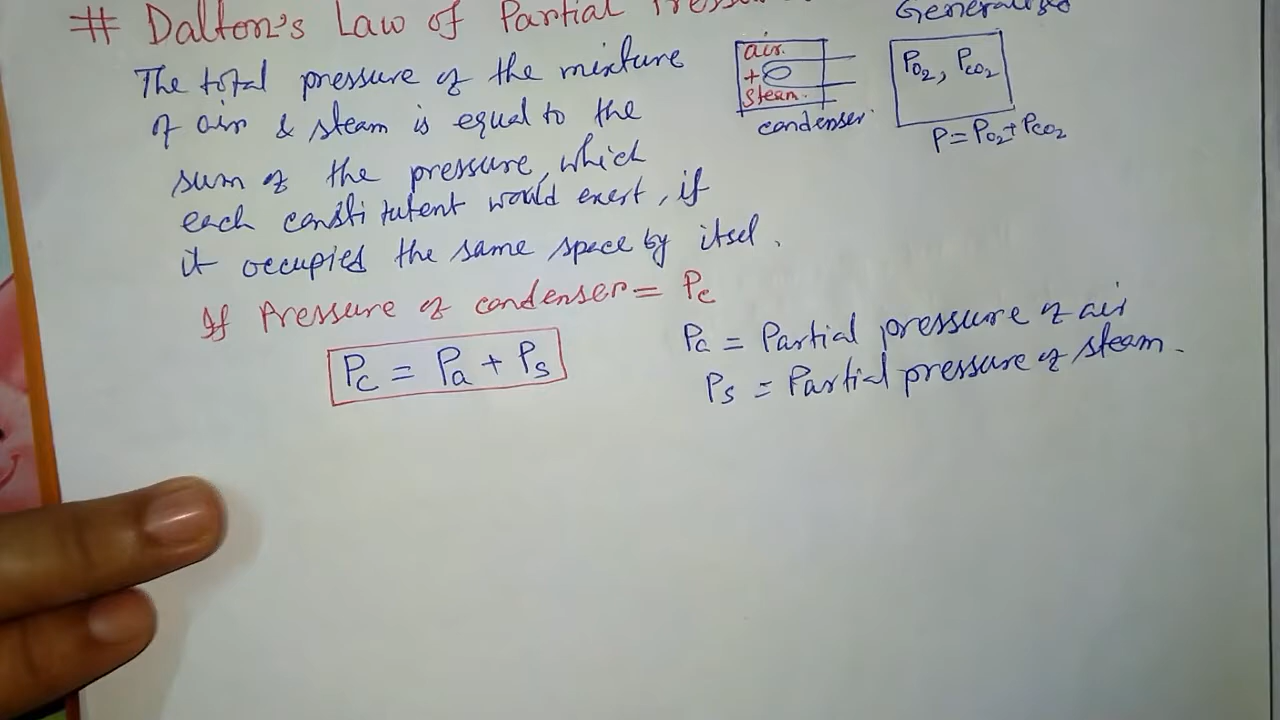 # Dalton's Law of Partial Pressure
Generalised
The total pressure of the mixture
of air & steam is equal to the
sum of the pressure, which
each constitutent would exert, if
it occupied the same space by itself.
air.
+
steam.
condenser.
PO₂, PCO₂
P = PO₂ + PCO₂
If Pressure of condenser = Pc
Pc = Pa + Ps
Pa = Partial pressure of air
Ps = Partial pressure of steam.